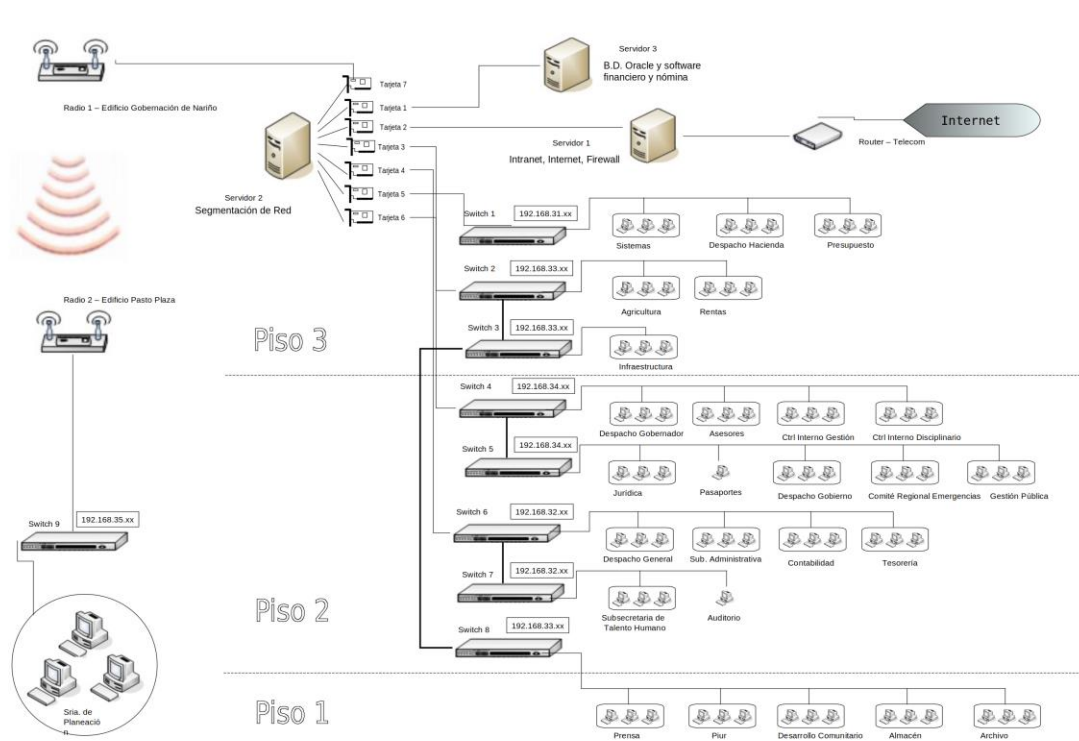 Servidor 3
B.D. Oracle y software
financiero y nómina
Tarjeta 7
Radio 1 – Edificio Gobernación de Nariño
Tarjeta 1
Tarjeta 2
Internet
Tarjeta 3
Servidor 1
Intranet, Internet, Firewall
Router – Telecom
Tarjeta 4
Servidor 2
Segmentación de Red
Tarjeta 5
Tarjeta 6
Switch 1
192.168.31.xx
Sistemas
Despacho Hacienda
Presupuesto
Switch 2
192.168.33.xx
Agricultura
Rentas
Radio 2 – Edificio Pasto Plaza
Piso 3
Switch 3
192.168.33.xx
Infraestructura
Switch 4
192.168.34.xx
Despacho Gobernador
Asesores
Ctrl Interno Gestión
Ctrl Interno Disciplinario
Switch 5
192.168.34.xx
Jurídica
Pasaportes
Despacho Gobierno
Comité Regional Emergencias
Gestión Pública
Switch 9
192.168.35.xx
Switch 6
192.168.32.xx
Despacho General
Sub. Administrativa
Contabilidad
Tesorería
Switch 7
192.168.32.xx
Piso 2
Subsecretaria de
Talento Humano
Auditorio
Switch 8
192.168.33.xx
Sria. de
Planeació
n
Piso 1
Prensa
Piur
Desarrollo Comunitario
Almacén
Archivo